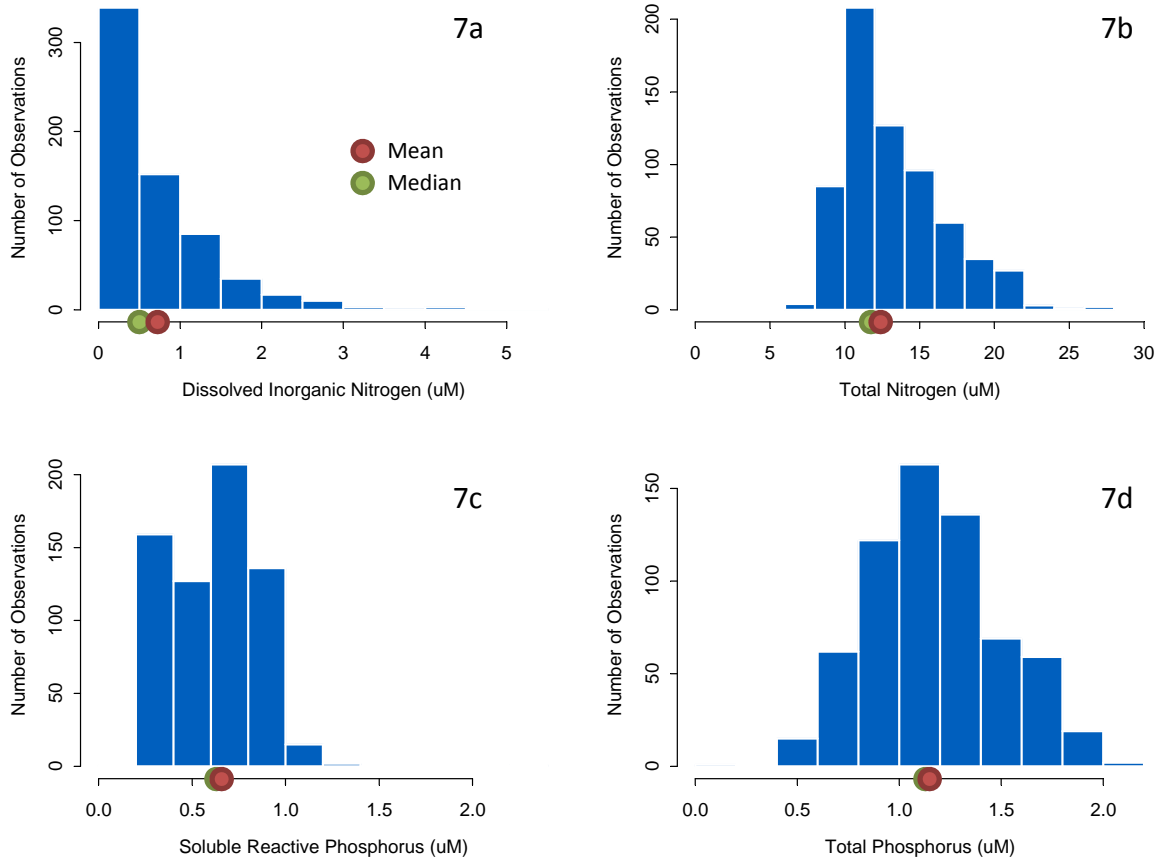 7a
Number of Observations
0 100 200 300
Mean
Median
0 1 2 3 4 5
Dissolved Inorganic Nitrogen (uM)
7b
Number of Observations
0 50 100 150 200
0 5 10 15 20 25 30
Total Nitrogen (uM)
7c
Number of Observations
0 50 100 150 200
0.0 0.5 1.0 1.5 2.0
Soluble Reactive Phosphorus (uM)
7d
Number of Observations
0 50 100 150
0.0 0.5 1.0 1.5 2.0
Total Phosphorus (uM)